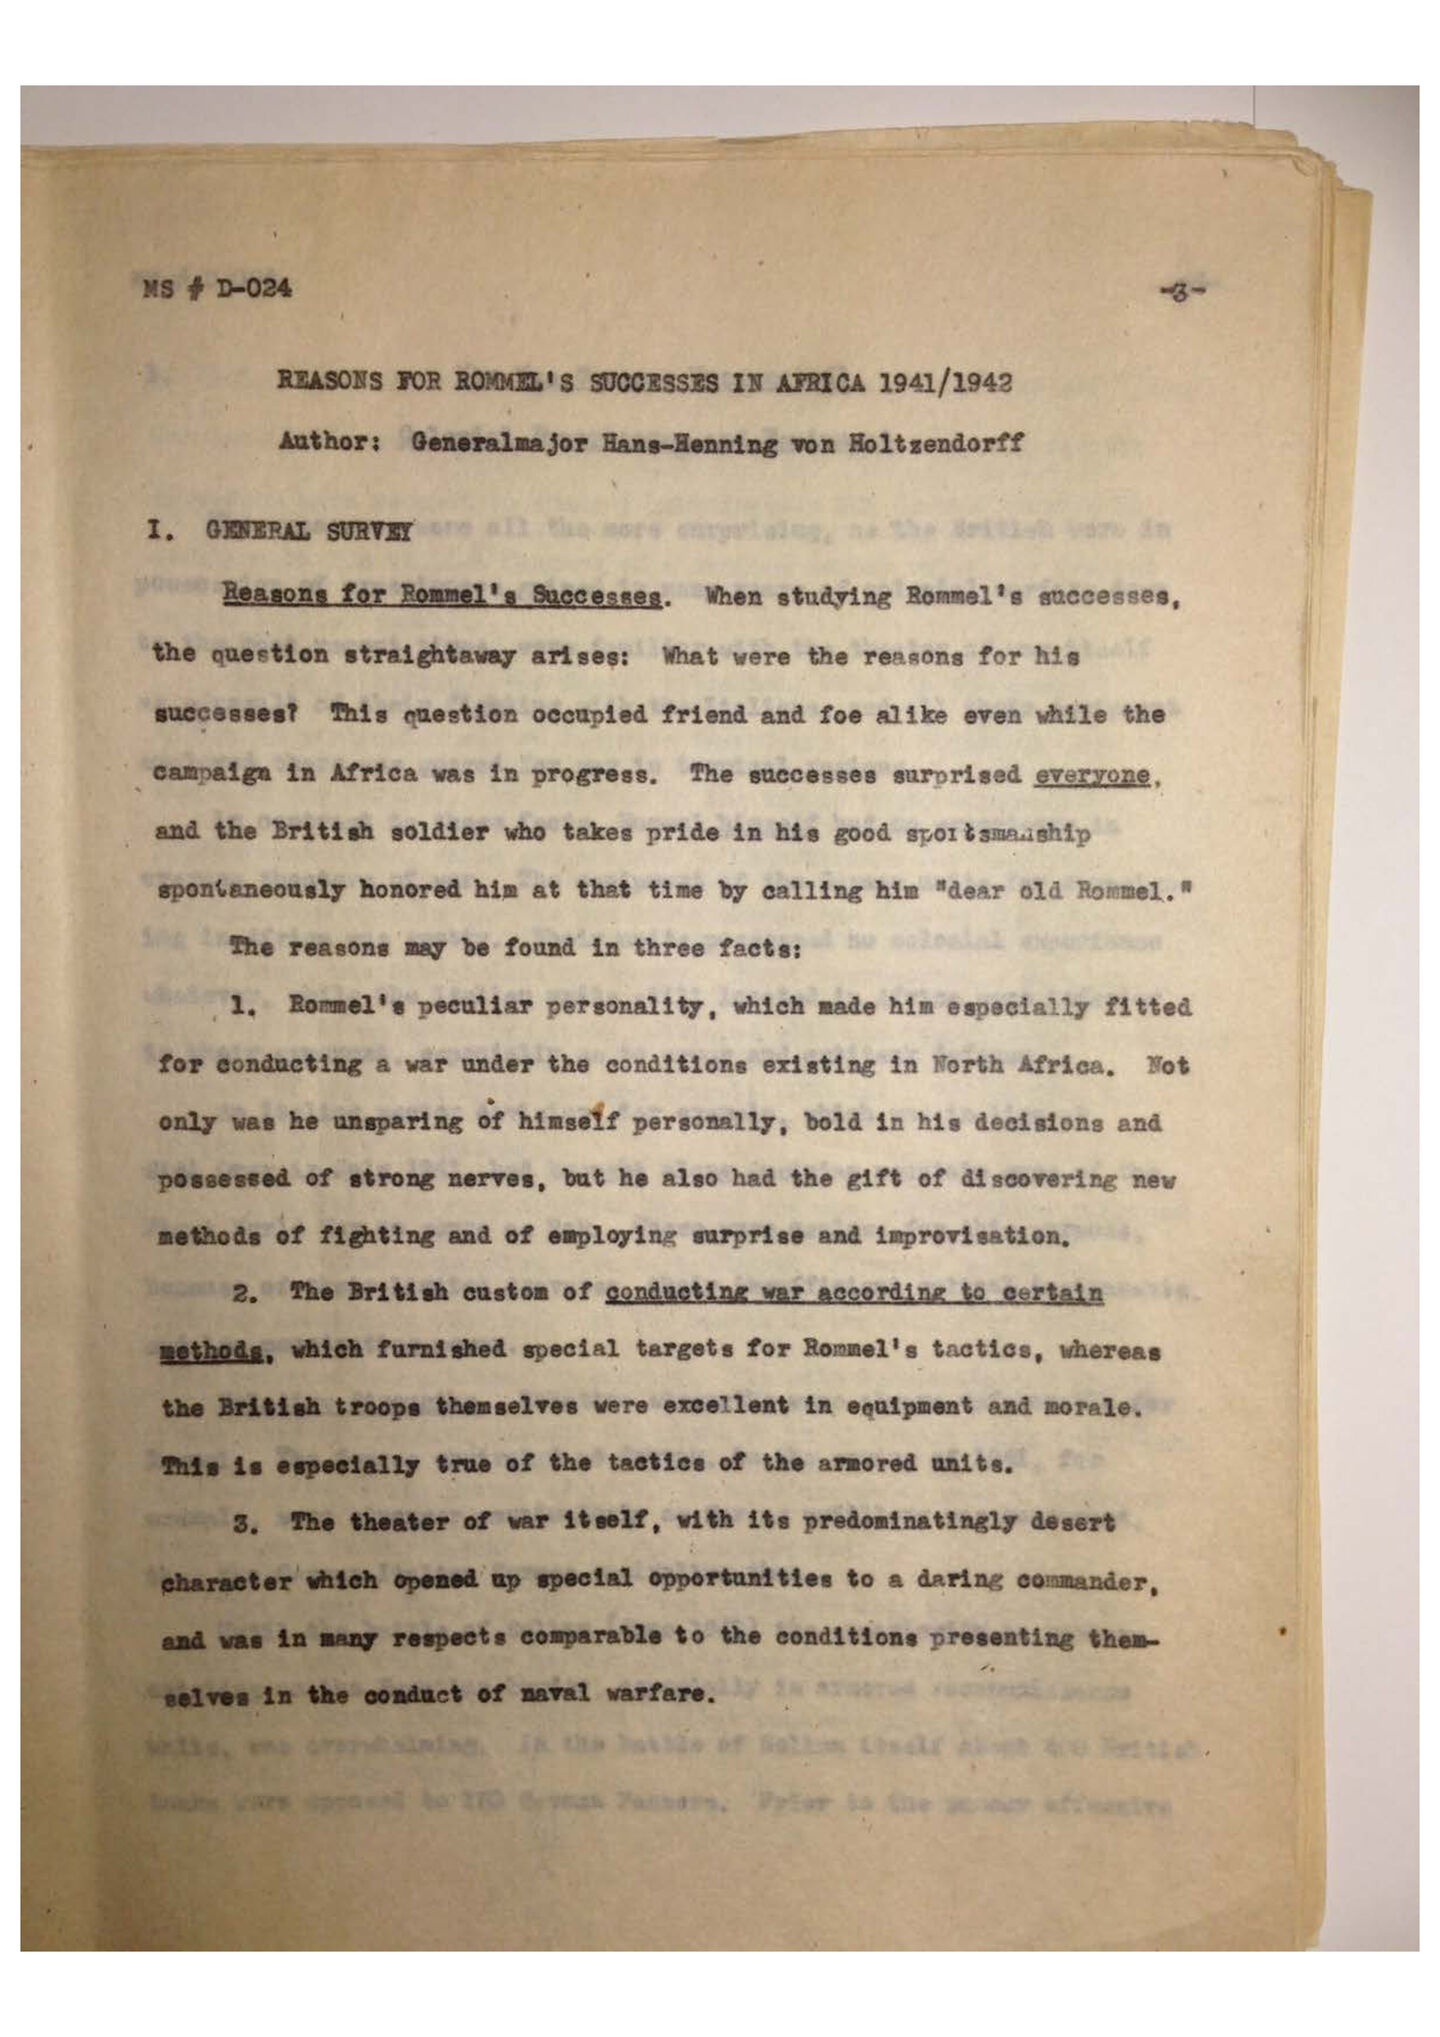 MS # D-024 -3-
REASONS FOR ROMMEL'S SUCCESSES IN AFRICA 1941/1942
Author: Generalmajor Hans-Henning von Holtzendorff
I. GENERAL SURVEY
Reasons for Rommel's Successes. When studying Rommel's successes,
the question straightaway arises: What were the reasons for his
successes? This question occupied friend and foe alike even while the
campaign in Africa was in progress. The successes surprised everyone,
and the British soldier who takes pride in his good sportsmanship
spontaneously honored him at that time by calling him "dear old Rommel."
The reasons may be found in three facts:
1. Rommel's peculiar personality, which made him especially fitted
for conducting a war under the conditions existing in North Africa. Not
only was he unsparing of himself personally, bold in his decisions and
possessed of strong nerves, but he also had the gift of discovering new
methods of fighting and of employing surprise and improvisation.
2. The British custom of conducting war according to certain
methods, which furnished special targets for Rommel's tactics, whereas
the British troops themselves were excellent in equipment and morale.
This is especially true of the tactics of the armored units.
3. The theater of war itself, with its predominatingly desert
character which opened up special opportunities to a daring commander,
and was in many respects comparable to the conditions presenting them-
selves in the conduct of naval warfare.